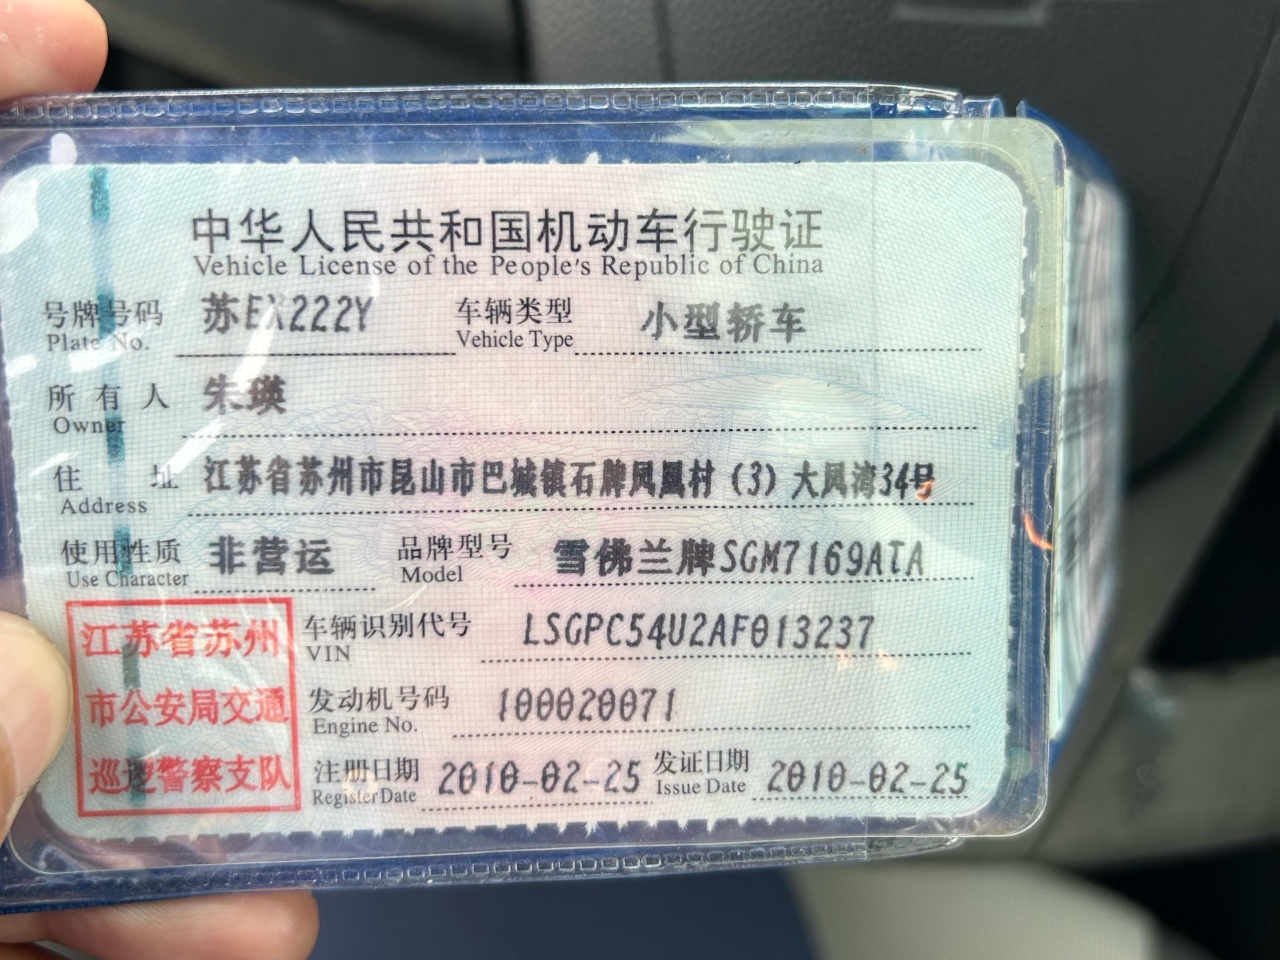 中华人民共和国机动车行驶证
Vehicle License of the People's Republic of China
号牌号码 苏EX222Y 车辆类型 小型轿车
Plate No. Vehicle Type
所有人 朱瑛
Owner
住址 江苏省苏州市昆山市巴城镇石牌凤凰村（3）大凤湾34号
Address
使用性质 非营运 品牌型号 雪佛兰牌SGM7169ATA
Use Character Model
江苏省苏州
市公安局交通
巡逻警察支队
车辆识别代号 LSGPC54U2AF013237
VIN
发动机号码 100020071
Engine No.
注册日期 2010-02-25 发证日期 2010-02-25
Register Date Issue Date